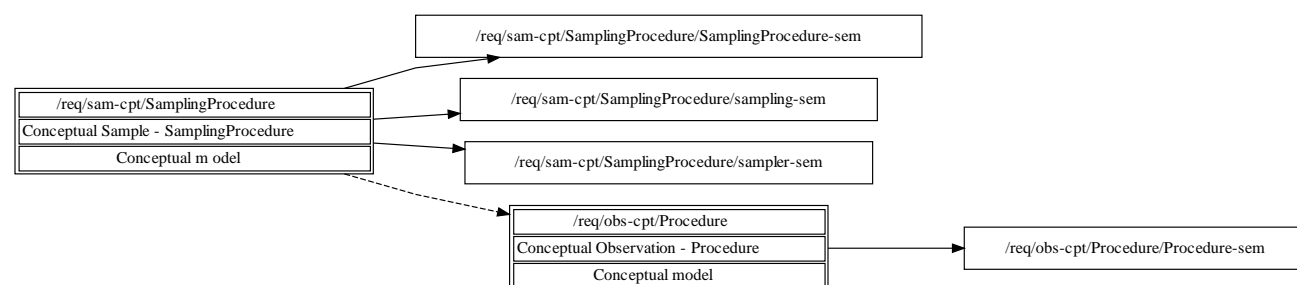 /req/sam-cpt/SamplingProcedure/SamplingProcedure-sem
/req/sam-cpt/SamplingProcedure/sampling-sem
/req/sam-cpt/SamplingProcedure
Conceptual Sample - SamplingProcedure
Conceptual m odel
/req/sam-cpt/SamplingProcedure/sampler-sem
/req/obs-cpt/Procedure
Conceptual Observation - Procedure
Conceptual model
/req/obs-cpt/Procedure/Procedure-sem